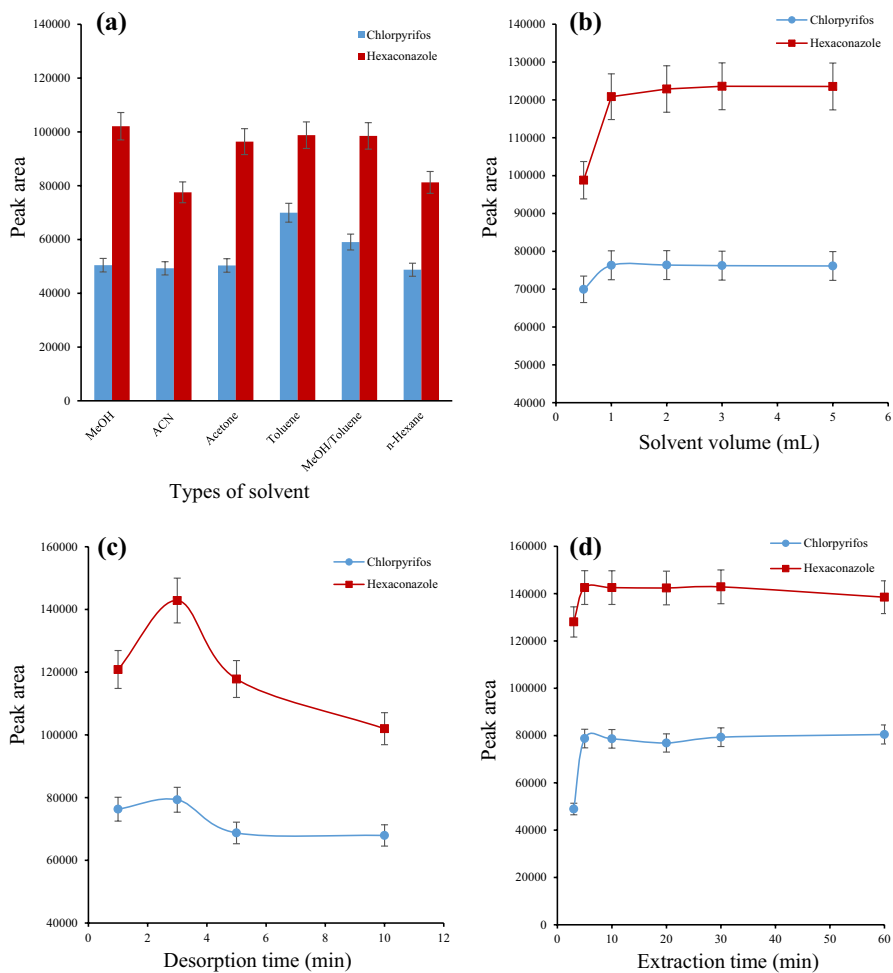 (a)
Chlorpyrifos
Hexaconazole
Peak area
140000
120000
100000
80000
60000
40000
20000
0
MeOH
ACN
Acetone
Toluene
MeOH/Toluene
n-Hexane
Types of solvent
(b)
Chlorpyrifos
Hexaconazole
Peak area
140000
130000
120000
110000
100000
90000
80000
70000
60000
50000
40000
0 1 2 3 4 5 6
Solvent volume (mL)
(c)
Chlorpyrifos
Hexaconazole
Peak area
160000
140000
120000
100000
80000
60000
40000
0 2 4 6 8 10 12
Desorption time (min)
(d)
Chlorpyrifos
Hexaconazole
Peak area
160000
140000
120000
100000
80000
60000
40000
20000
0
0 10 20 30 40 50 60
Extraction time (min)